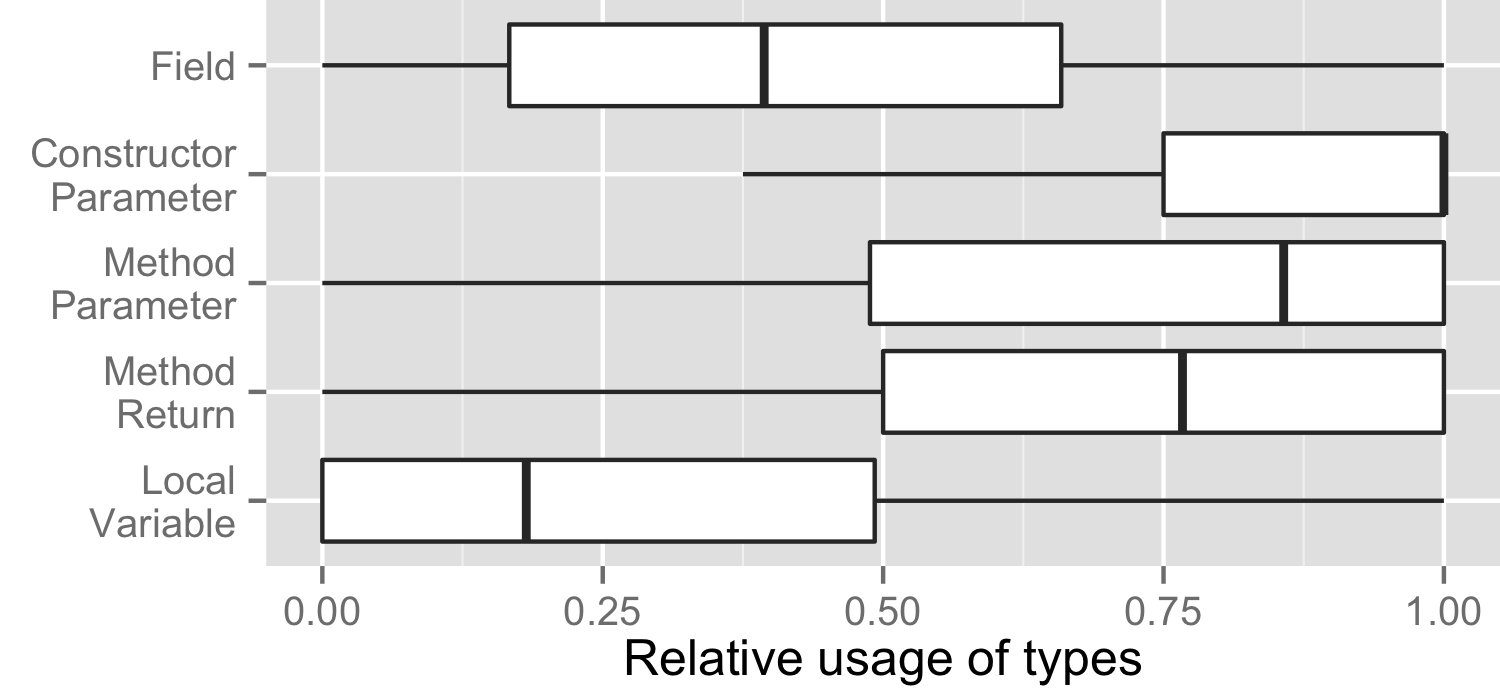 Field
Constructor
Parameter
Method
Parameter
Method
Return
Local
Variable
0.00 0.25 0.50 0.75 1.00
Relative usage of types